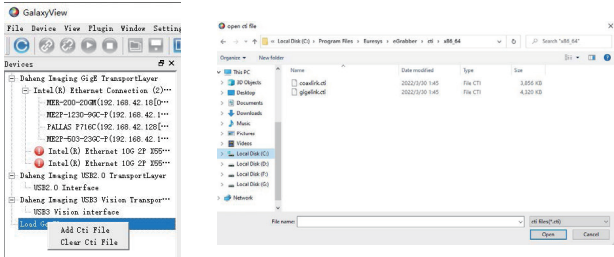 GalaxyView
File Device View Plugin Window Setting
Devices
Daheng Imaging GigE TransportLayer
Intel(R) Ethernet Connection (2)···
MER-200-20GM(192.168.42.18[0···
ME2P-1230-9GC-P(192.168.42.1···
PALLAS P716C(192.168.42.128[···
ME2P-503-23GC-P(192.168.42.1···
Intel(R) Ethernet 10G 2P X55···
Intel(R) Ethernet 10G 2P X55···
Daheng Imaging USB2.0 TransportLayer
USB2.0 Interface
Daheng Imaging USB3 Vision Transpor···
USB3 Vision interface
Load Ge
Add Cti File
Clear Cti File
open cti file
« Local Disk (C:) › Program Files › Euresys › eGrabber › cti › x86_64
Search "x86_64"
Organize New folder
Name Date modified Type Size
coaxlink.cti 2022/3/30 1:45 File CTI 3,856 KB
gigelink.cti 2022/3/30 1:45 File CTI 4,320 KB
This PC
3D Objects
Desktop
Documents
Downloads
Music
Pictures
Videos
Local Disk (C:)
Local Disk (D:)
Local Disk (F:)
Local Disk (G:)
Network
File name:
cti files(*.cti)
Open Cancel